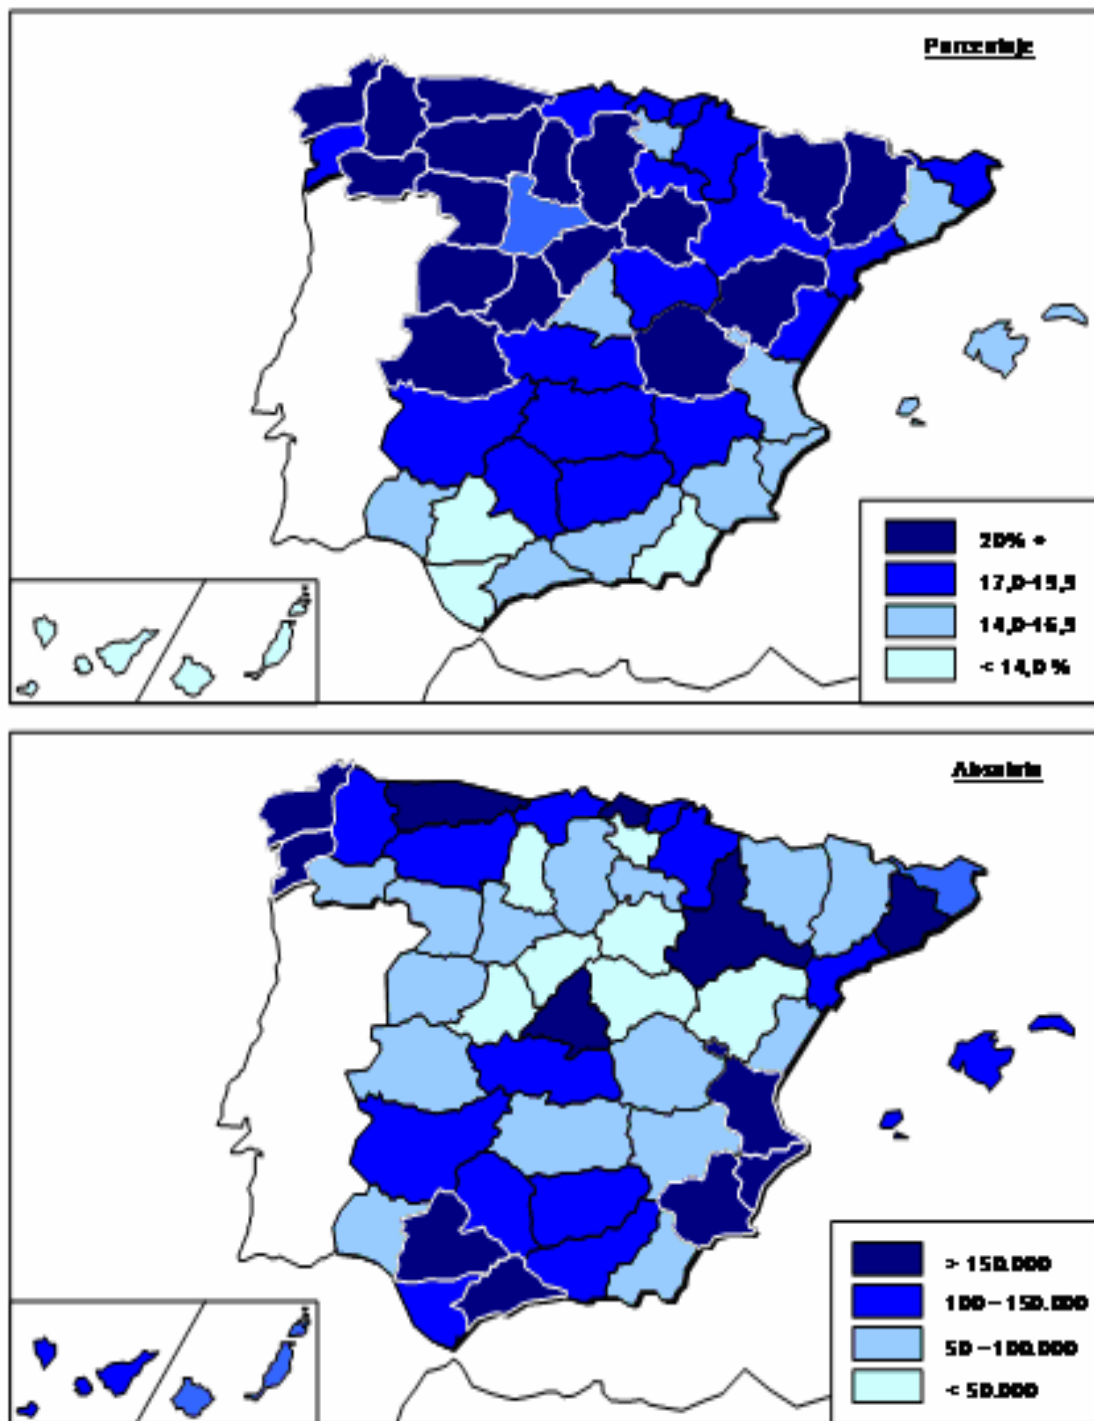 Porcentaje
20% +
17,0-19,9
14,0-16,9
< 14,0 %
Absoluto
> 150.000
100 – 150.000
50 – 100.000
< 50.000